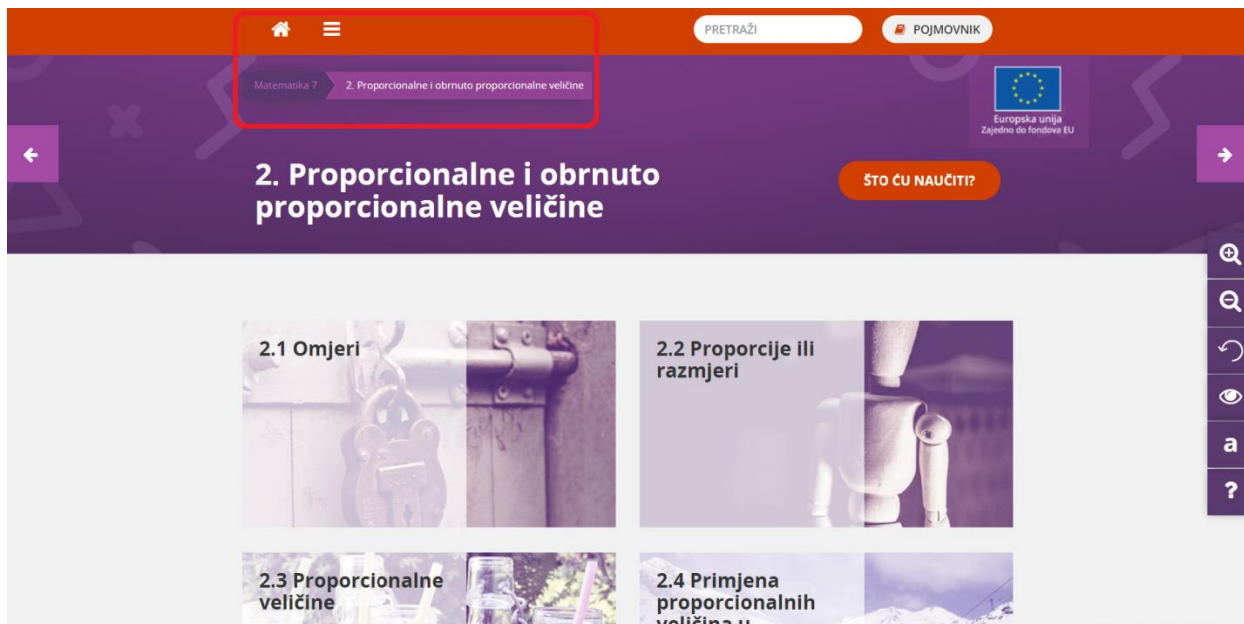 PRETRAŽI
POJMOVNIK
Matematika 7
2. Proporcionalne i obrnuto proporcionalne veličine
Europska unija
Zajedno do fondova EU
2. Proporcionalne i obrnuto
proporcionalne veličine
ŠTO ĆU NAUČITI?
2.1 Omjeri
2.2 Proporcije ili
razmjeri
a
?
2.3 Proporcionalne
veličine
2.4 Primjena
proporcionalnih
veličina u